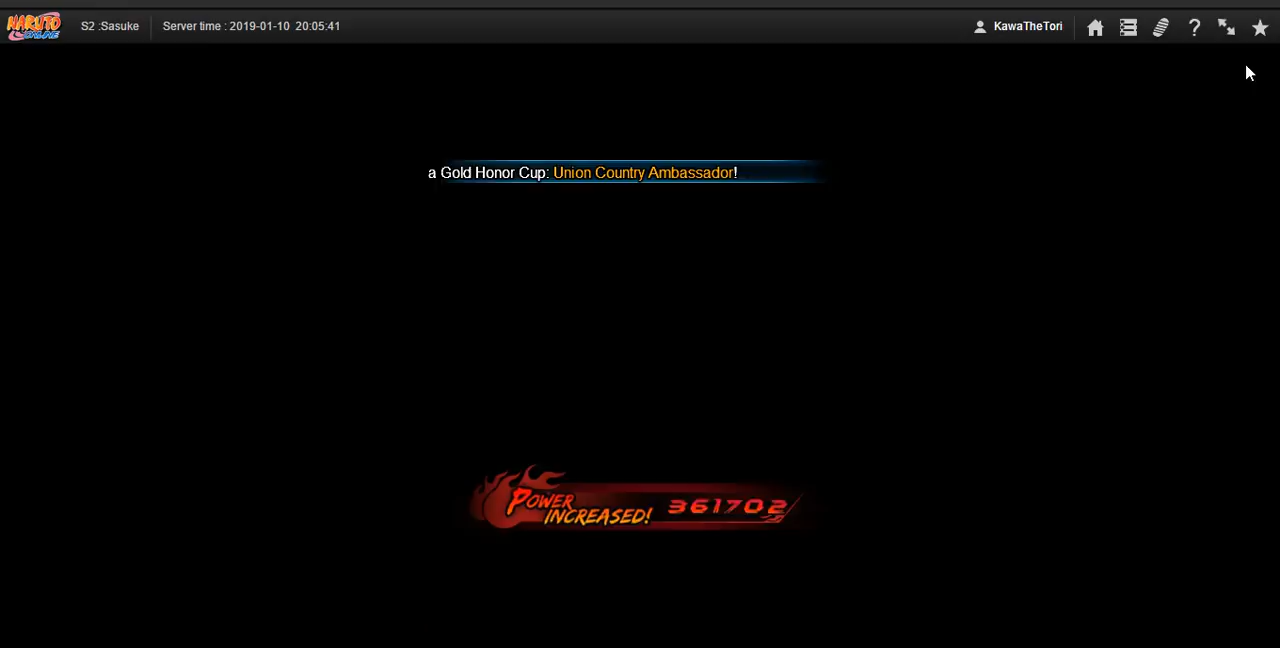 NARUTO ONLINE
S2 :Sasuke
Server time : 2019-01-10 20:05:41
KawaTheTori
a Gold Honor Cup: Union Country Ambassador!
POWER INCREASED! 361702